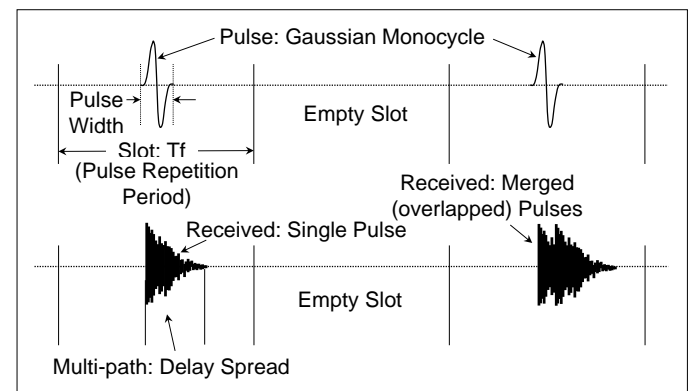 Pulse: Gaussian Monocycle
Pulse
Width
Empty Slot
Slot: Tf
(Pulse Repetition
Period)
Received: Merged
(overlapped) Pulses
Received: Single Pulse
Empty Slot
Multi-path: Delay Spread